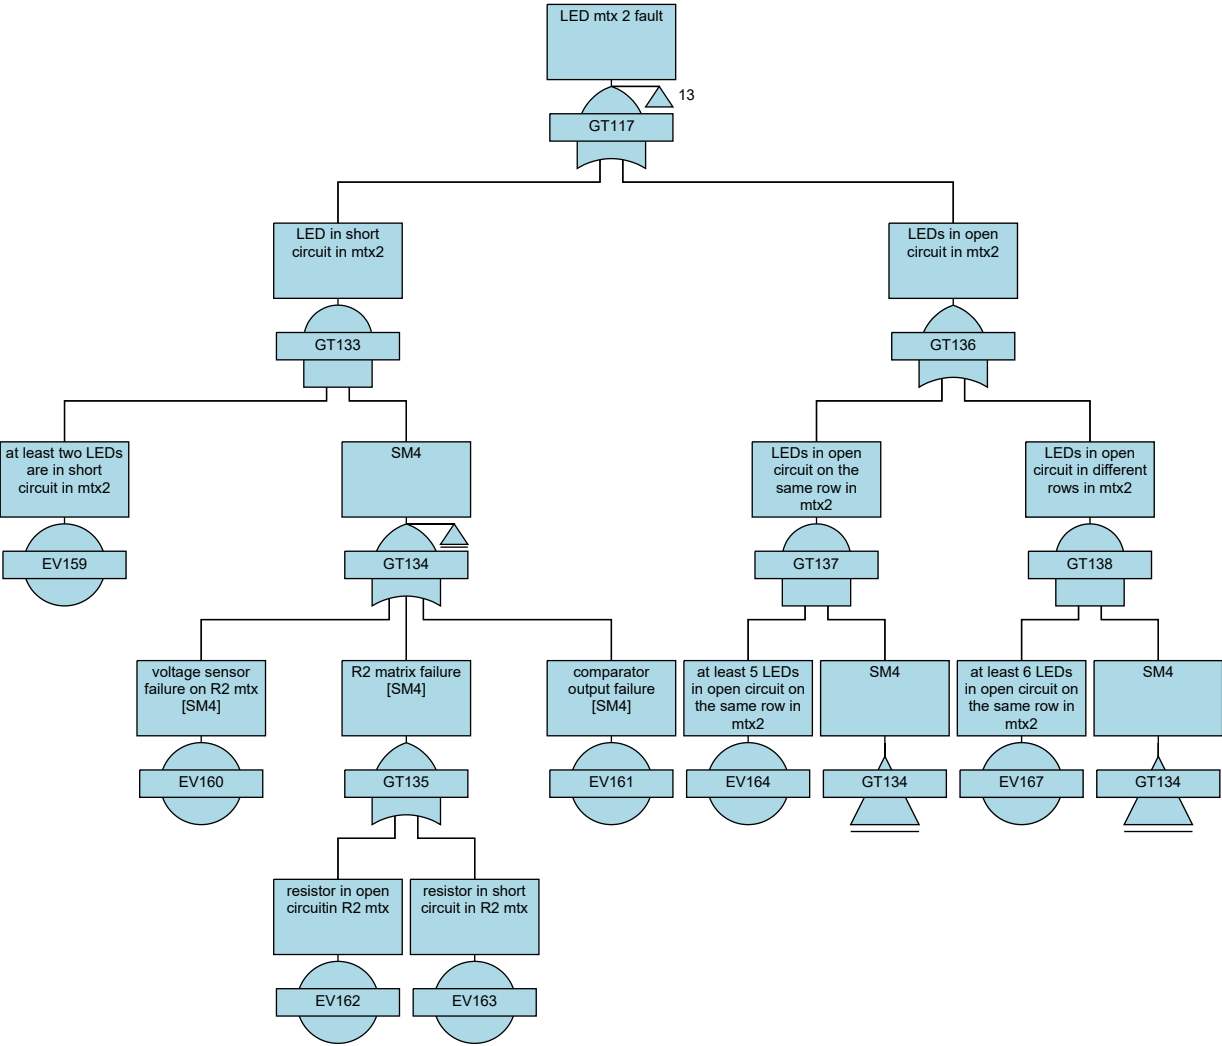 LED mtx 2 fault
13
GT117
LED in short
circuit in mtx2
GT133
LEDs in open
circuit in mtx2
GT136
at least two LEDs
are in short
circuit in mtx2
EV159
SM4
GT134
LEDs in open
circuit on the
same row in
mtx2
GT137
LEDs in open
circuit in different
rows in mtx2
GT138
voltage sensor
failure on R2 mtx
[SM4]
EV160
R2 matrix failure
[SM4]
GT135
comparator
output failure
[SM4]
EV161
at least 5 LEDs
in open circuit on
the same row in
mtx2
EV164
SM4
GT134
at least 6 LEDs
in open circuit on
the same row in
mtx2
EV167
SM4
GT134
resistor in open
circuitin R2 mtx
EV162
resistor in short
circuit in R2 mtx
EV163